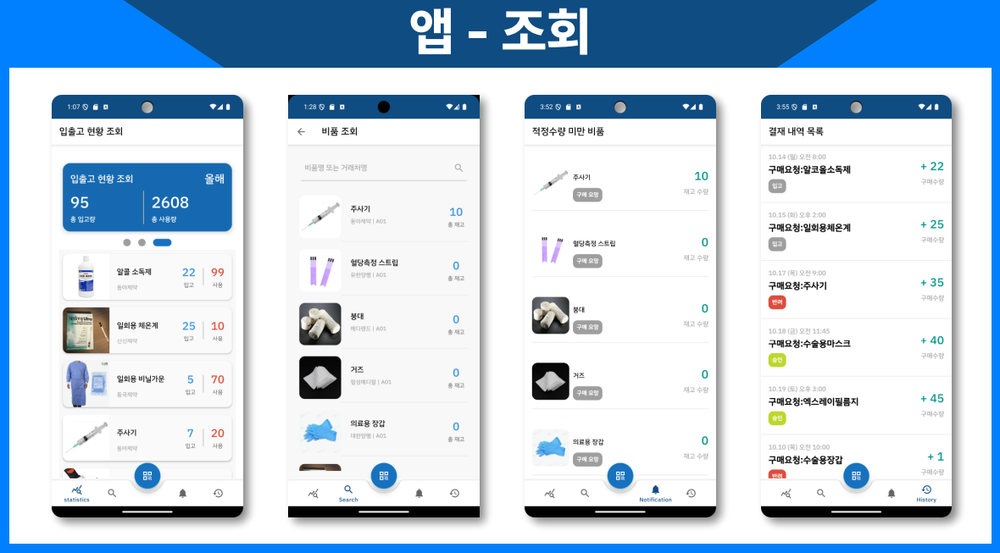 앱 - 조회
1:07
입출고 현황 조회
입출고 현황 조회 올해
95 2608
총 입고량 총 사용량
알콜 소독제 22 99
동아제약 입고 사용
일회용 체온계 25 10
신신제약 입고 사용
일회용 비닐가운 5 70
동국제약 입고 사용
주사기 7 20
동아제약 입고 사용
statistics
1:28
비품 조회
비품명 또는 거래처명
주사기 10
동아제약 | A01 총 재고
혈당측정 스트립 0
유한양행 | A01 총 재고
붕대 0
메디랜드 | A01 총 재고
거즈 0
협성메디칼 | A01 총 재고
의료용 장갑 0
대한양행 | A01 총 재고
Search
3:52
적정수량 미만 비품
주사기 10
구매 요망 재고 수량
혈당측정 스트립 0
구매 요망 재고 수량
붕대 0
구매 요망 재고 수량
거즈 0
구매 요망 재고 수량
의료용 장갑 0
구매 요망 재고 수량
Notification
3:55
결재 내역 목록
10.14 (월) 오전 8:00
구매요청:알코올소독제 + 22
입고 구매수량
10.15 (화) 오후 2:00
구매요청:일회용체온계 + 25
입고 구매수량
10.17 (목) 오전 9:00
구매요청:주사기 + 35
반려 구매수량
10.18 (금) 오전 11:45
구매요청:수술용마스크 + 40
승인 구매수량
10.19 (토) 오후 3:00
구매요청:엑스레이필름지 + 45
승인 구매수량
10.10 (목) 오전 10:00
구매요청:수술용장갑 + 1
반려 구매수량
History